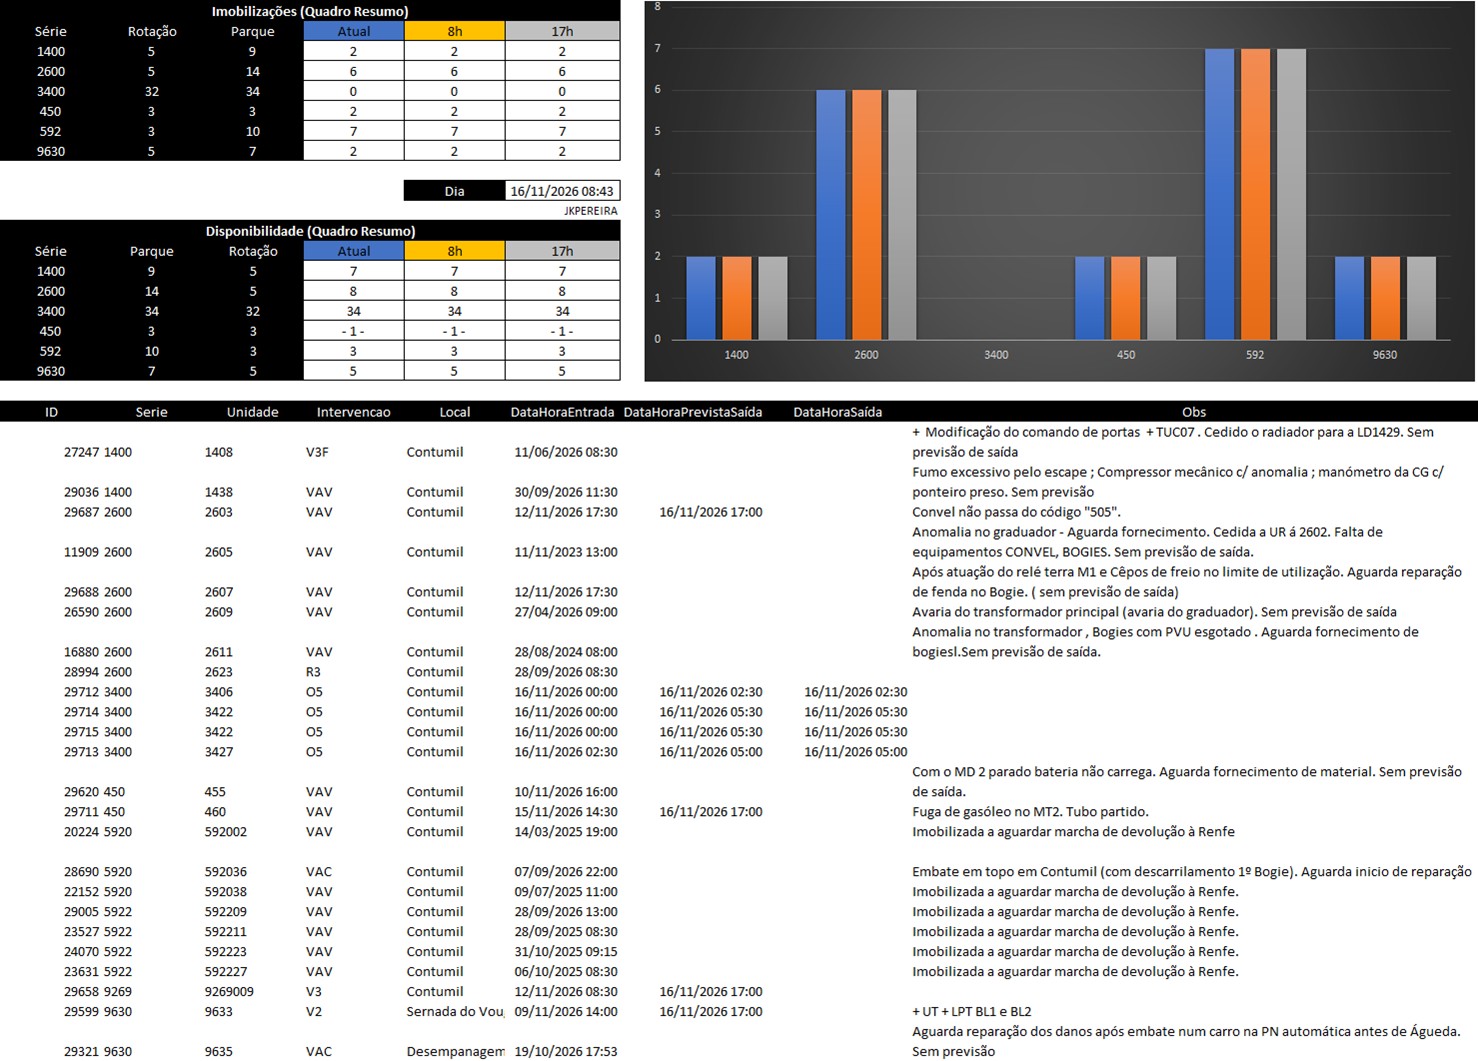 Imobilizações (Quadro Resumo)
Série Rotação Parque Atual 8h 17h
1400 5 9 2 2 2
2600 5 14 6 6 6
3400 32 34 0 0 0
450 3 3 2 2 2
592 3 10 7 7 7
9630 5 7 2 2 2
Dia 16/11/2026 08:43
JKPEREIRA
Disponibilidade (Quadro Resumo)
Série Parque Rotação Atual 8h 17h
1400 9 5 7 7 7
2600 14 5 8 8 8
3400 34 32 34 34 34
450 3 3 - 1 - - 1 - - 1 -
592 10 3 3 3 3
9630 7 5 5 5 5
8
7
6
5
4
3
2
1
0
1400 2600 3400 450 592 9630
ID Serie Unidade Intervencao Local DataHoraEntrada DataHoraPrevistaSaída DataHoraSaída Obs
+ Modificação do comando de portas + TUC07 . Cedido o radiador para a LD1429. Sem
27247 1400 1408 V3F Contumil 11/06/2026 08:30 previsão de saída
Fumo excessivo pelo escape ; Compressor mecânico c/ anomalia ; manómetro da CG c/
29036 1400 1438 VAV Contumil 30/09/2026 11:30 ponteiro preso. Sem previsão
29687 2600 2603 VAV Contumil 12/11/2026 17:30 16/11/2026 17:00 Convel não passa do código "505".
Anomalia no graduador - Aguarda fornecimento. Cedida a UR á 2602. Falta de
11909 2600 2605 VAV Contumil 11/11/2023 13:00 equipamentos CONVEL, BOGIES. Sem previsão de saída.
Após atuação do relé terra M1 e Cêpos de freio no limite de utilização. Aguarda reparação
29688 2600 2607 VAV Contumil 12/11/2026 17:30 de fenda no Bogie. ( sem previsão de saída)
26590 2600 2609 VAV Contumil 27/04/2026 09:00 Avaria do transformador principal (avaria do graduador). Sem previsão de saída
Anomalia no transformador , Bogies com PVU esgotado . Aguarda fornecimento de
16880 2600 2611 VAV Contumil 28/08/2024 08:00 bogiesl.Sem previsão de saída.
28994 2600 2623 R3 Contumil 28/09/2026 08:30
29712 3400 3406 O5 Contumil 16/11/2026 00:00 16/11/2026 02:30 16/11/2026 02:30
29714 3400 3422 O5 Contumil 16/11/2026 00:00 16/11/2026 05:30 16/11/2026 05:30
29715 3400 3422 O5 Contumil 16/11/2026 00:00 16/11/2026 05:30 16/11/2026 05:30
29713 3400 3427 O5 Contumil 16/11/2026 02:30 16/11/2026 05:00 16/11/2026 05:00
Com o MD 2 parado bateria não carrega. Aguarda fornecimento de material. Sem previsão
29620 450 455 VAV Contumil 10/11/2026 16:00 de saída.
29711 450 460 VAV Contumil 15/11/2026 14:30 16/11/2026 17:00 Fuga de gasóleo no MT2. Tubo partido.
20224 5920 592002 VAV Contumil 14/03/2025 19:00 Imobilizada a aguardar marcha de devolução à Renfe
28690 5920 592036 VAC Contumil 07/09/2026 22:00 Embate em topo em Contumil (com descarrilamento 1º Bogie). Aguarda inicio de reparação
22152 5920 592038 VAV Contumil 09/07/2025 11:00 Imobilizada a aguardar marcha de devolução à Renfe.
29005 5922 592209 VAV Contumil 28/09/2026 13:00 Imobilizada a aguardar marcha de devolução à Renfe.
23527 5922 592211 VAV Contumil 28/09/2025 08:30 Imobilizada a aguardar marcha de devolução à Renfe.
24070 5922 592223 VAV Contumil 31/10/2025 09:15 Imobilizada a aguardar marcha de devolução à Renfe.
23631 5922 592227 VAV Contumil 06/10/2025 08:30 Imobilizada a aguardar marcha de devolução à Renfe.
29658 9269 9269009 V3 Contumil 12/11/2026 08:30 16/11/2026 17:00
29599 9630 9633 V2 Sernada do Vou 09/11/2026 14:00 16/11/2026 17:00 + UT + LPT BL1 e BL2
Aguarda reparação dos danos após embate num carro na PN automática antes de Águeda.
29321 9630 9635 VAC Desempanagem 19/10/2026 17:53 Sem previsão